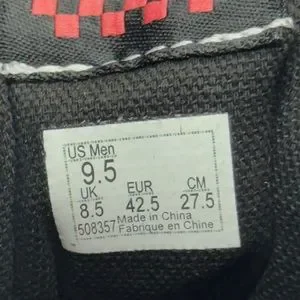 US Men
9.5
UK EUR CM
8.5 42.5 27.5
508357 Made in China
Fabrique en Chine